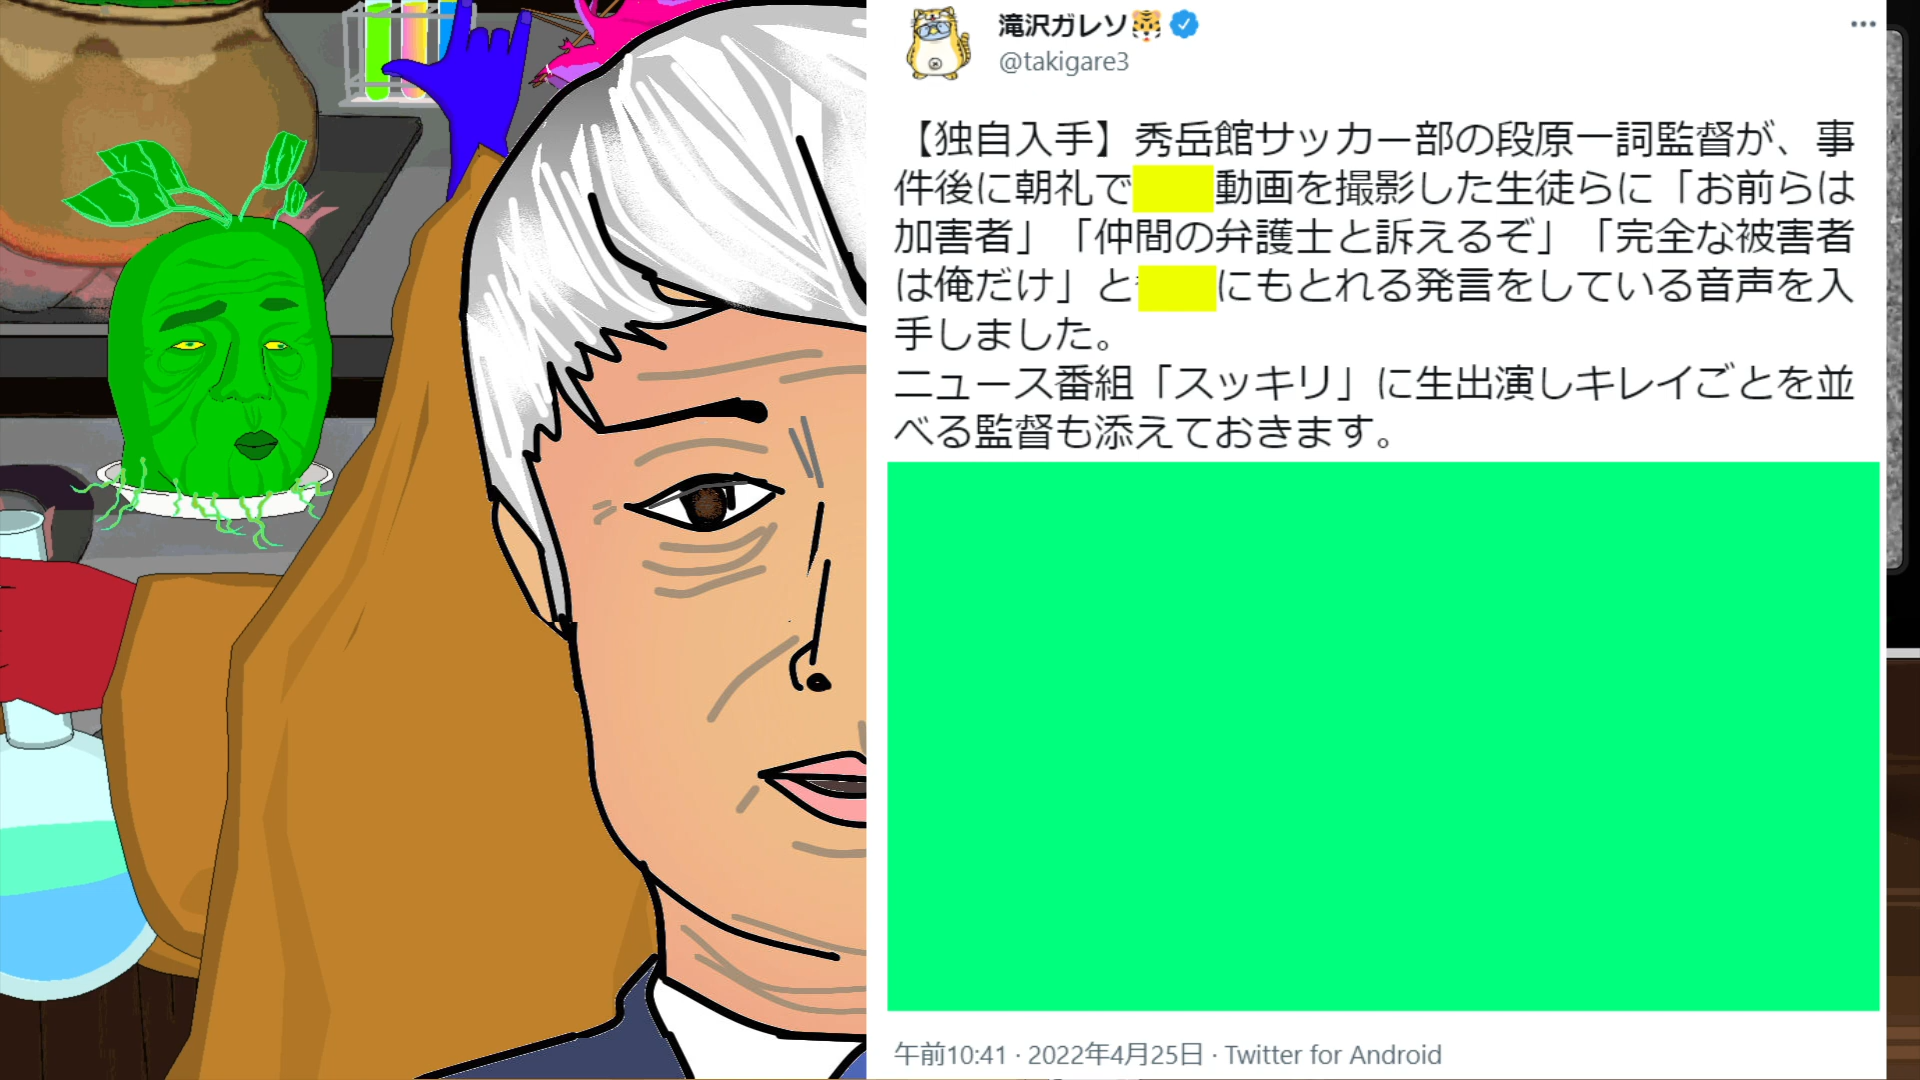 滝沢ガレソ🐯
@takigare3
【独自入手】秀岳館サッカー部の段原一詞監督が、事
件後に朝礼で動画を撮影した生徒らに「お前らは
加害者」「仲間の弁護士と訴えるぞ」「完全な被害者
は俺だけ」とにもとれる発言をしている音声を入
手しました。
ニュース番組「スッキリ」に生出演しキレイごとを並
べる監督も添えておきます。
午前10:41 · 2022年4月25日 · Twitter for Android